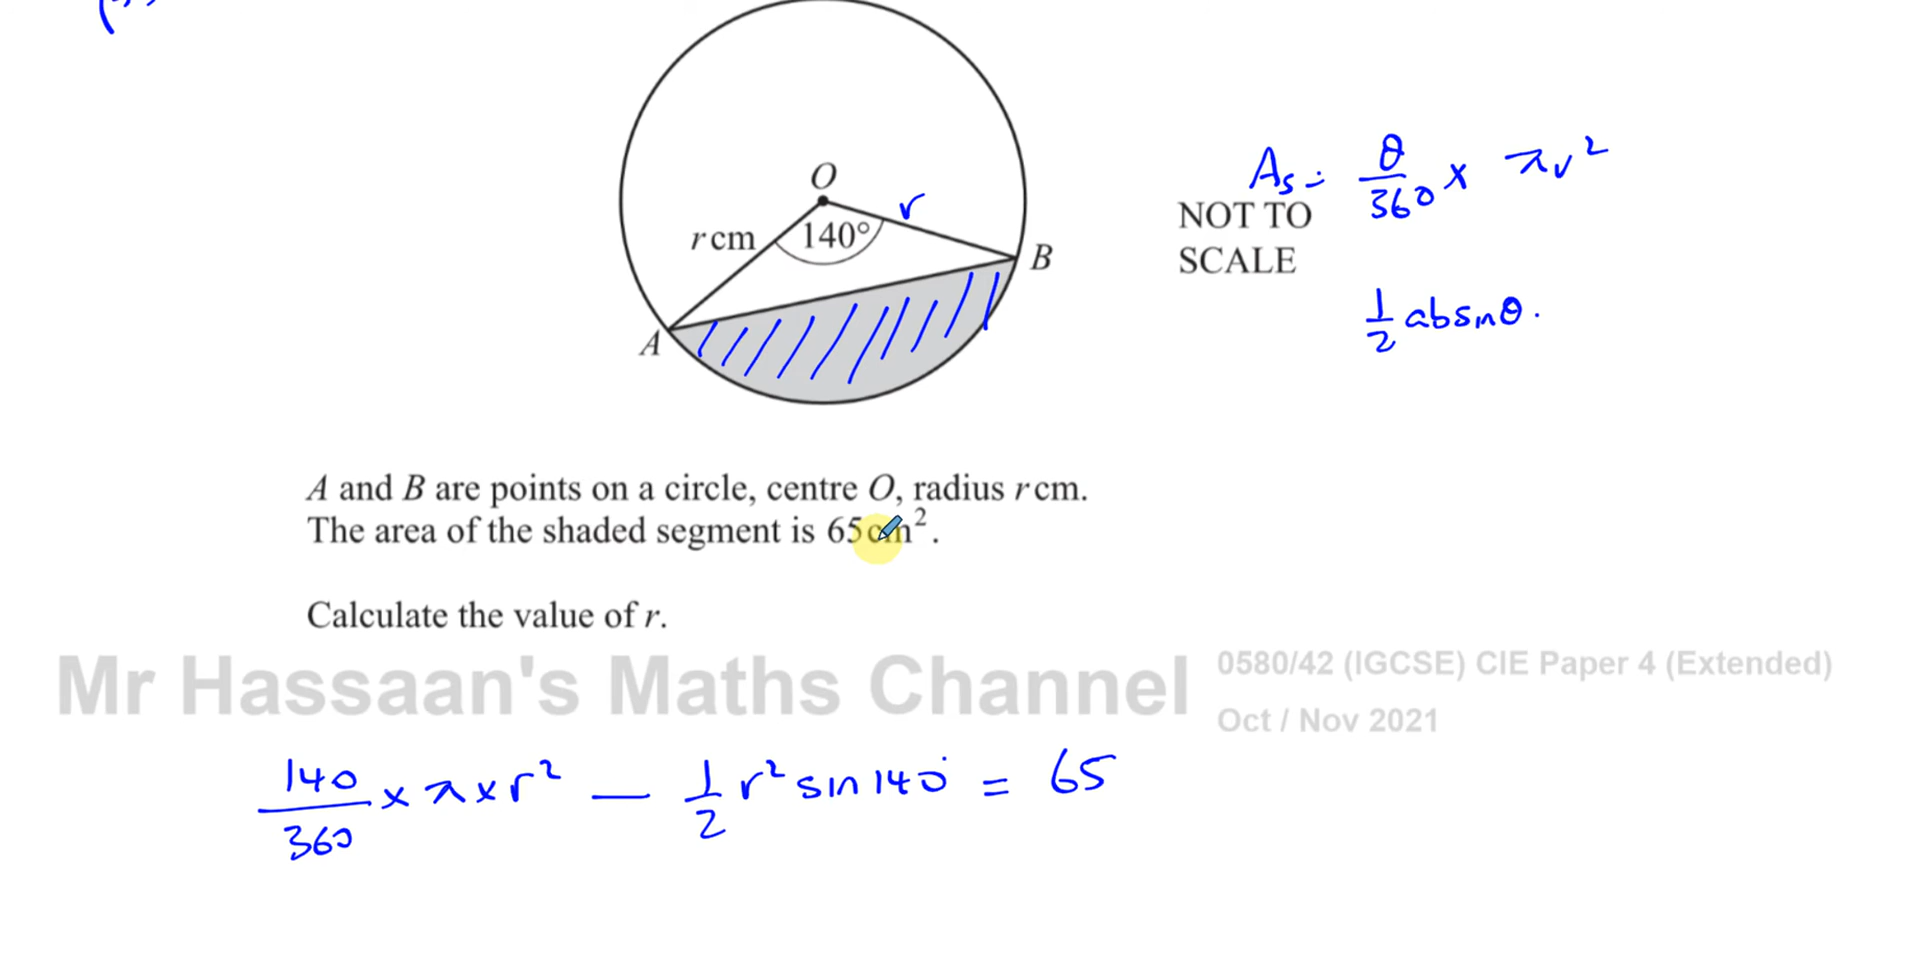 O
r
r cm
140°
B
A
NOT TO
SCALE
As = θ/360 × πr²
1/2 absinθ.
A and B are points on a circle, centre O, radius r cm.
The area of the shaded segment is 65 cm².
Calculate the value of r.
Mr Hassaan's Maths Channel
0580/42 (IGCSE) CIE Paper 4 (Extended)
Oct / Nov 2021
140/360 × π × r² — 1/2 r² sin 140 = 65